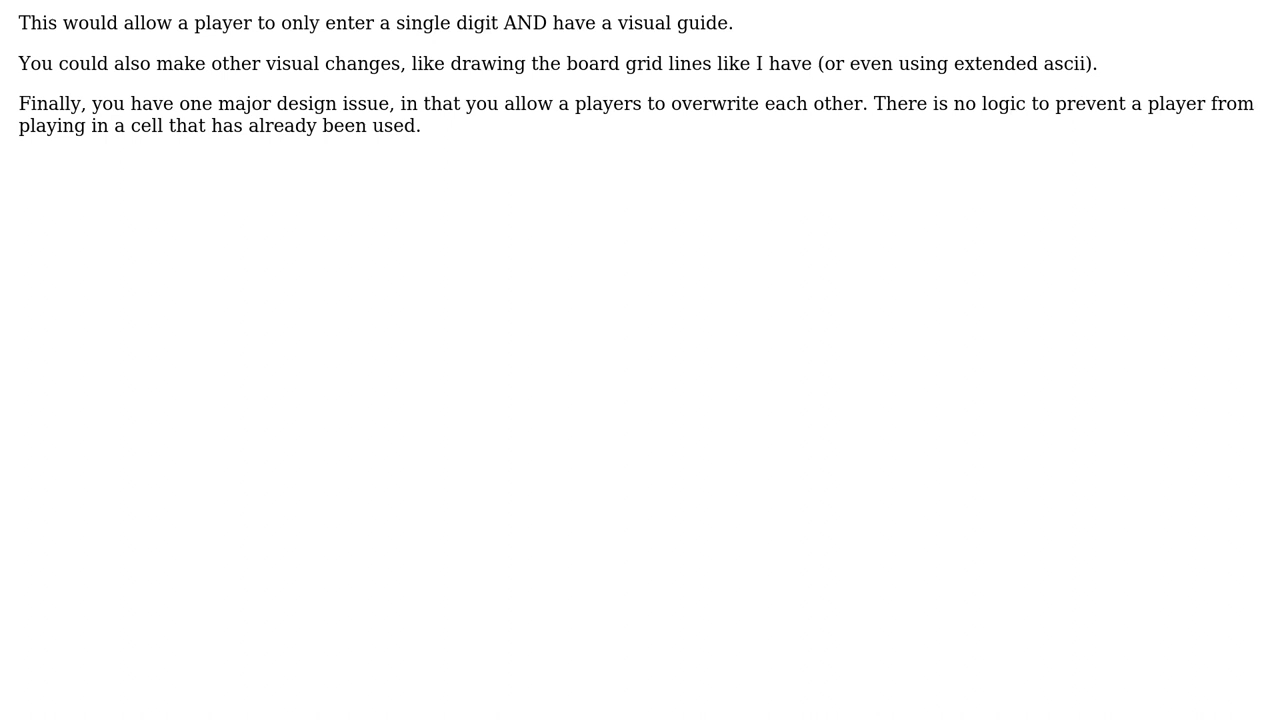 This would allow a player to only enter a single digit AND have a visual guide.
You could also make other visual changes, like drawing the board grid lines like I have (or even using extended ascii).
Finally, you have one major design issue, in that you allow a players to overwrite each other. There is no logic to prevent a player from
playing in a cell that has already been used.